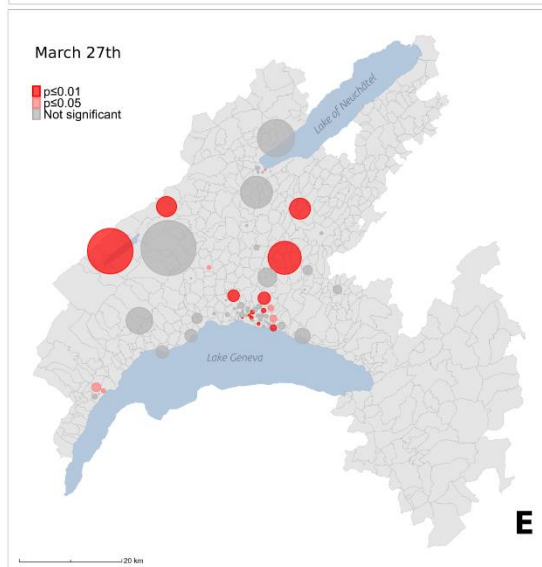 March 27th
p≤0.01
p≤0.05
Not significant
Lake of Neuchâtel
Lake Geneva
E
20 km